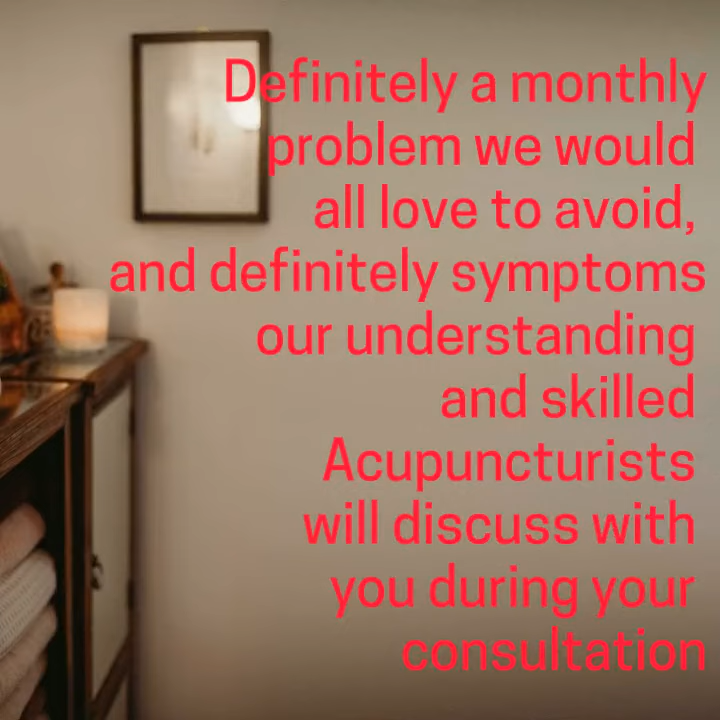 Definitely a monthly
problem we would
all love to avoid,
and definitely symptoms
our understanding
and skilled
Acupuncturists
will discuss with
you during your
consultation